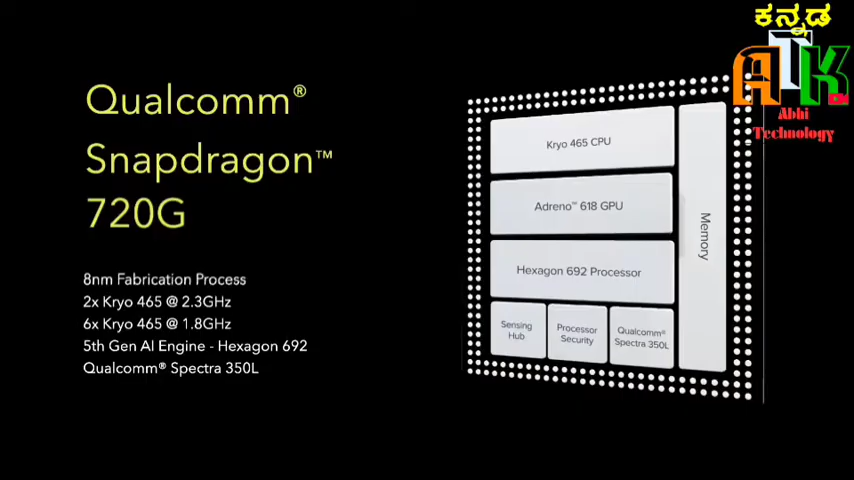 Qualcomm®
Snapdragon™
720G
8nm Fabrication Process
2x Kryo 465 @ 2.3GHz
6x Kryo 465 @ 1.8GHz
5th Gen AI Engine - Hexagon 692
Qualcomm® Spectra 350L
Kryo 465 CPU
Adreno™ 618 GPU
Hexagon 692 Processor
Sensing
Hub
Processor
Security
Qualcomm®
Spectra 350L
Memory
ಕನ್ನಡ
ATK
Abhi
Technology